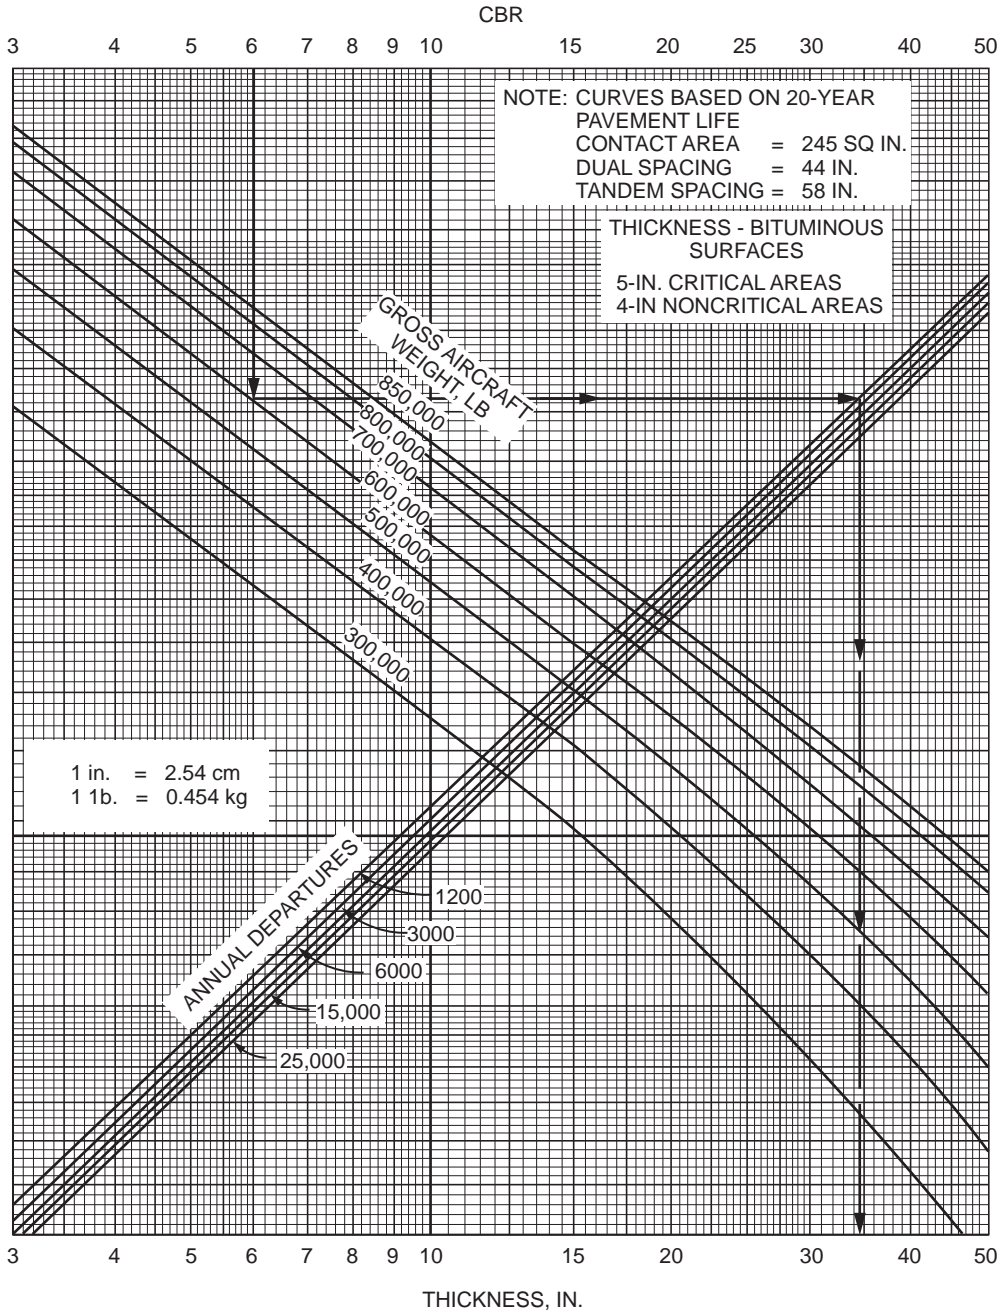 CBR
3 4 5 6 7 8 9 10 15 20 25 30 40 50
NOTE: CURVES BASED ON 20-YEAR
PAVEMENT LIFE
CONTACT AREA = 245 SQ IN.
DUAL SPACING = 44 IN.
TANDEM SPACING = 58 IN.
THICKNESS - BITUMINOUS
SURFACES
5-IN. CRITICAL AREAS
4-IN NONCRITICAL AREAS
GROSS AIRCRAFT
WEIGHT, LB
850,000
800,000
700,000
600,000
500,000
400,000
300,000
1 in. = 2.54 cm
1 1b. = 0.454 kg
ANNUAL DEPARTURES
1200
3000
6000
15,000
25,000
3 4 5 6 7 8 9 10 15 20 30 40 50
THICKNESS, IN.